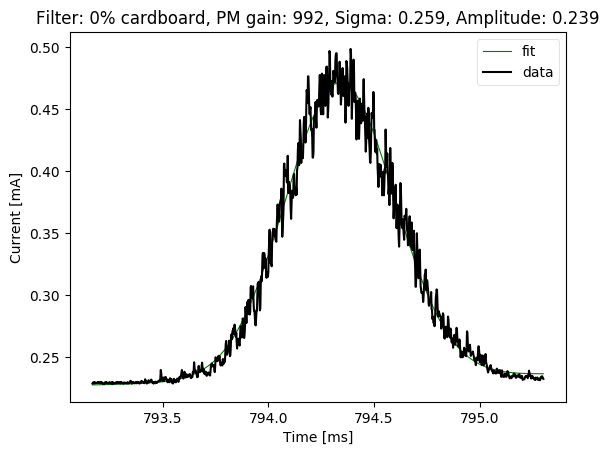 Filter: 0% cardboard, PM gain: 992, Sigma: 0.259, Amplitude: 0.239
fit
data
Current [mA]
0.50
0.45
0.40
0.35
0.30
0.25
793.5 794.0 794.5 795.0
Time [ms]